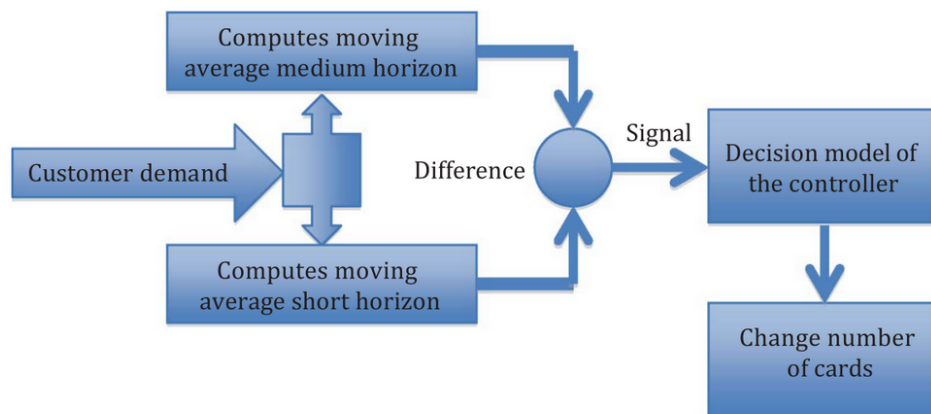 Computes moving
average medium horizon
Customer demand
Difference
Signal
Decision model of
the controller
Computes moving
average short horizon
Change number
of cards